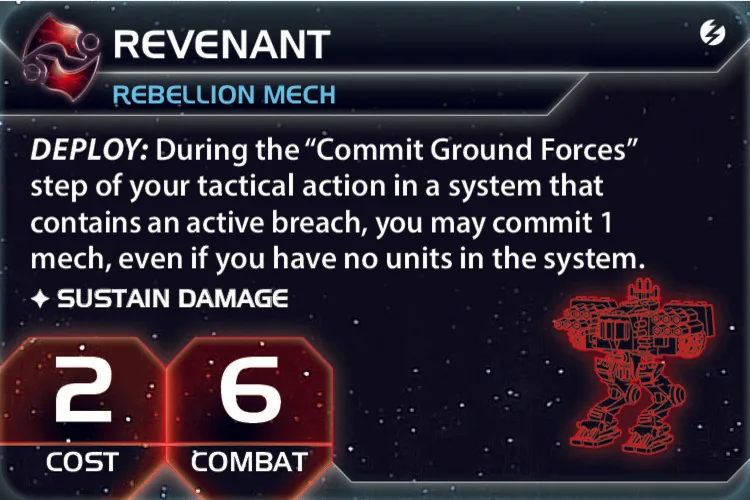 REVENANT
REBELLION MECH
DEPLOY: During the “Commit Ground Forces”
step of your tactical action in a system that
contains an active breach, you may commit 1
mech, even if you have no units in the system.
✦ SUSTAIN DAMAGE
2 6
COST COMBAT